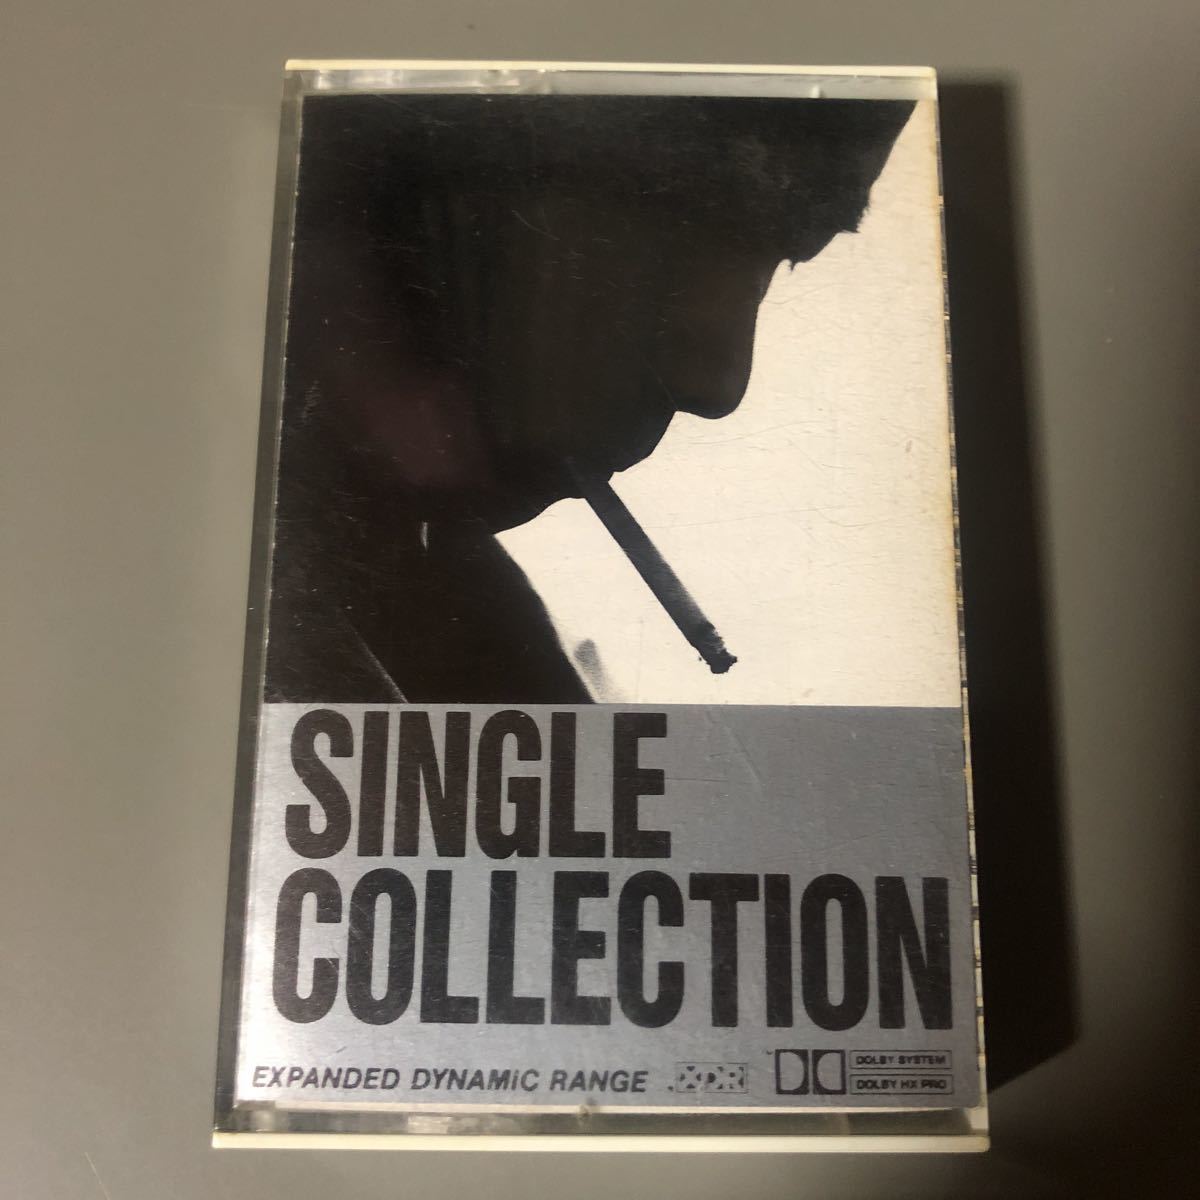 SINGLE
COLLECTION
EXPANDED DYNAMIC RANGE XDR
DOLBY SYSTEM
DOLBY HX PRO